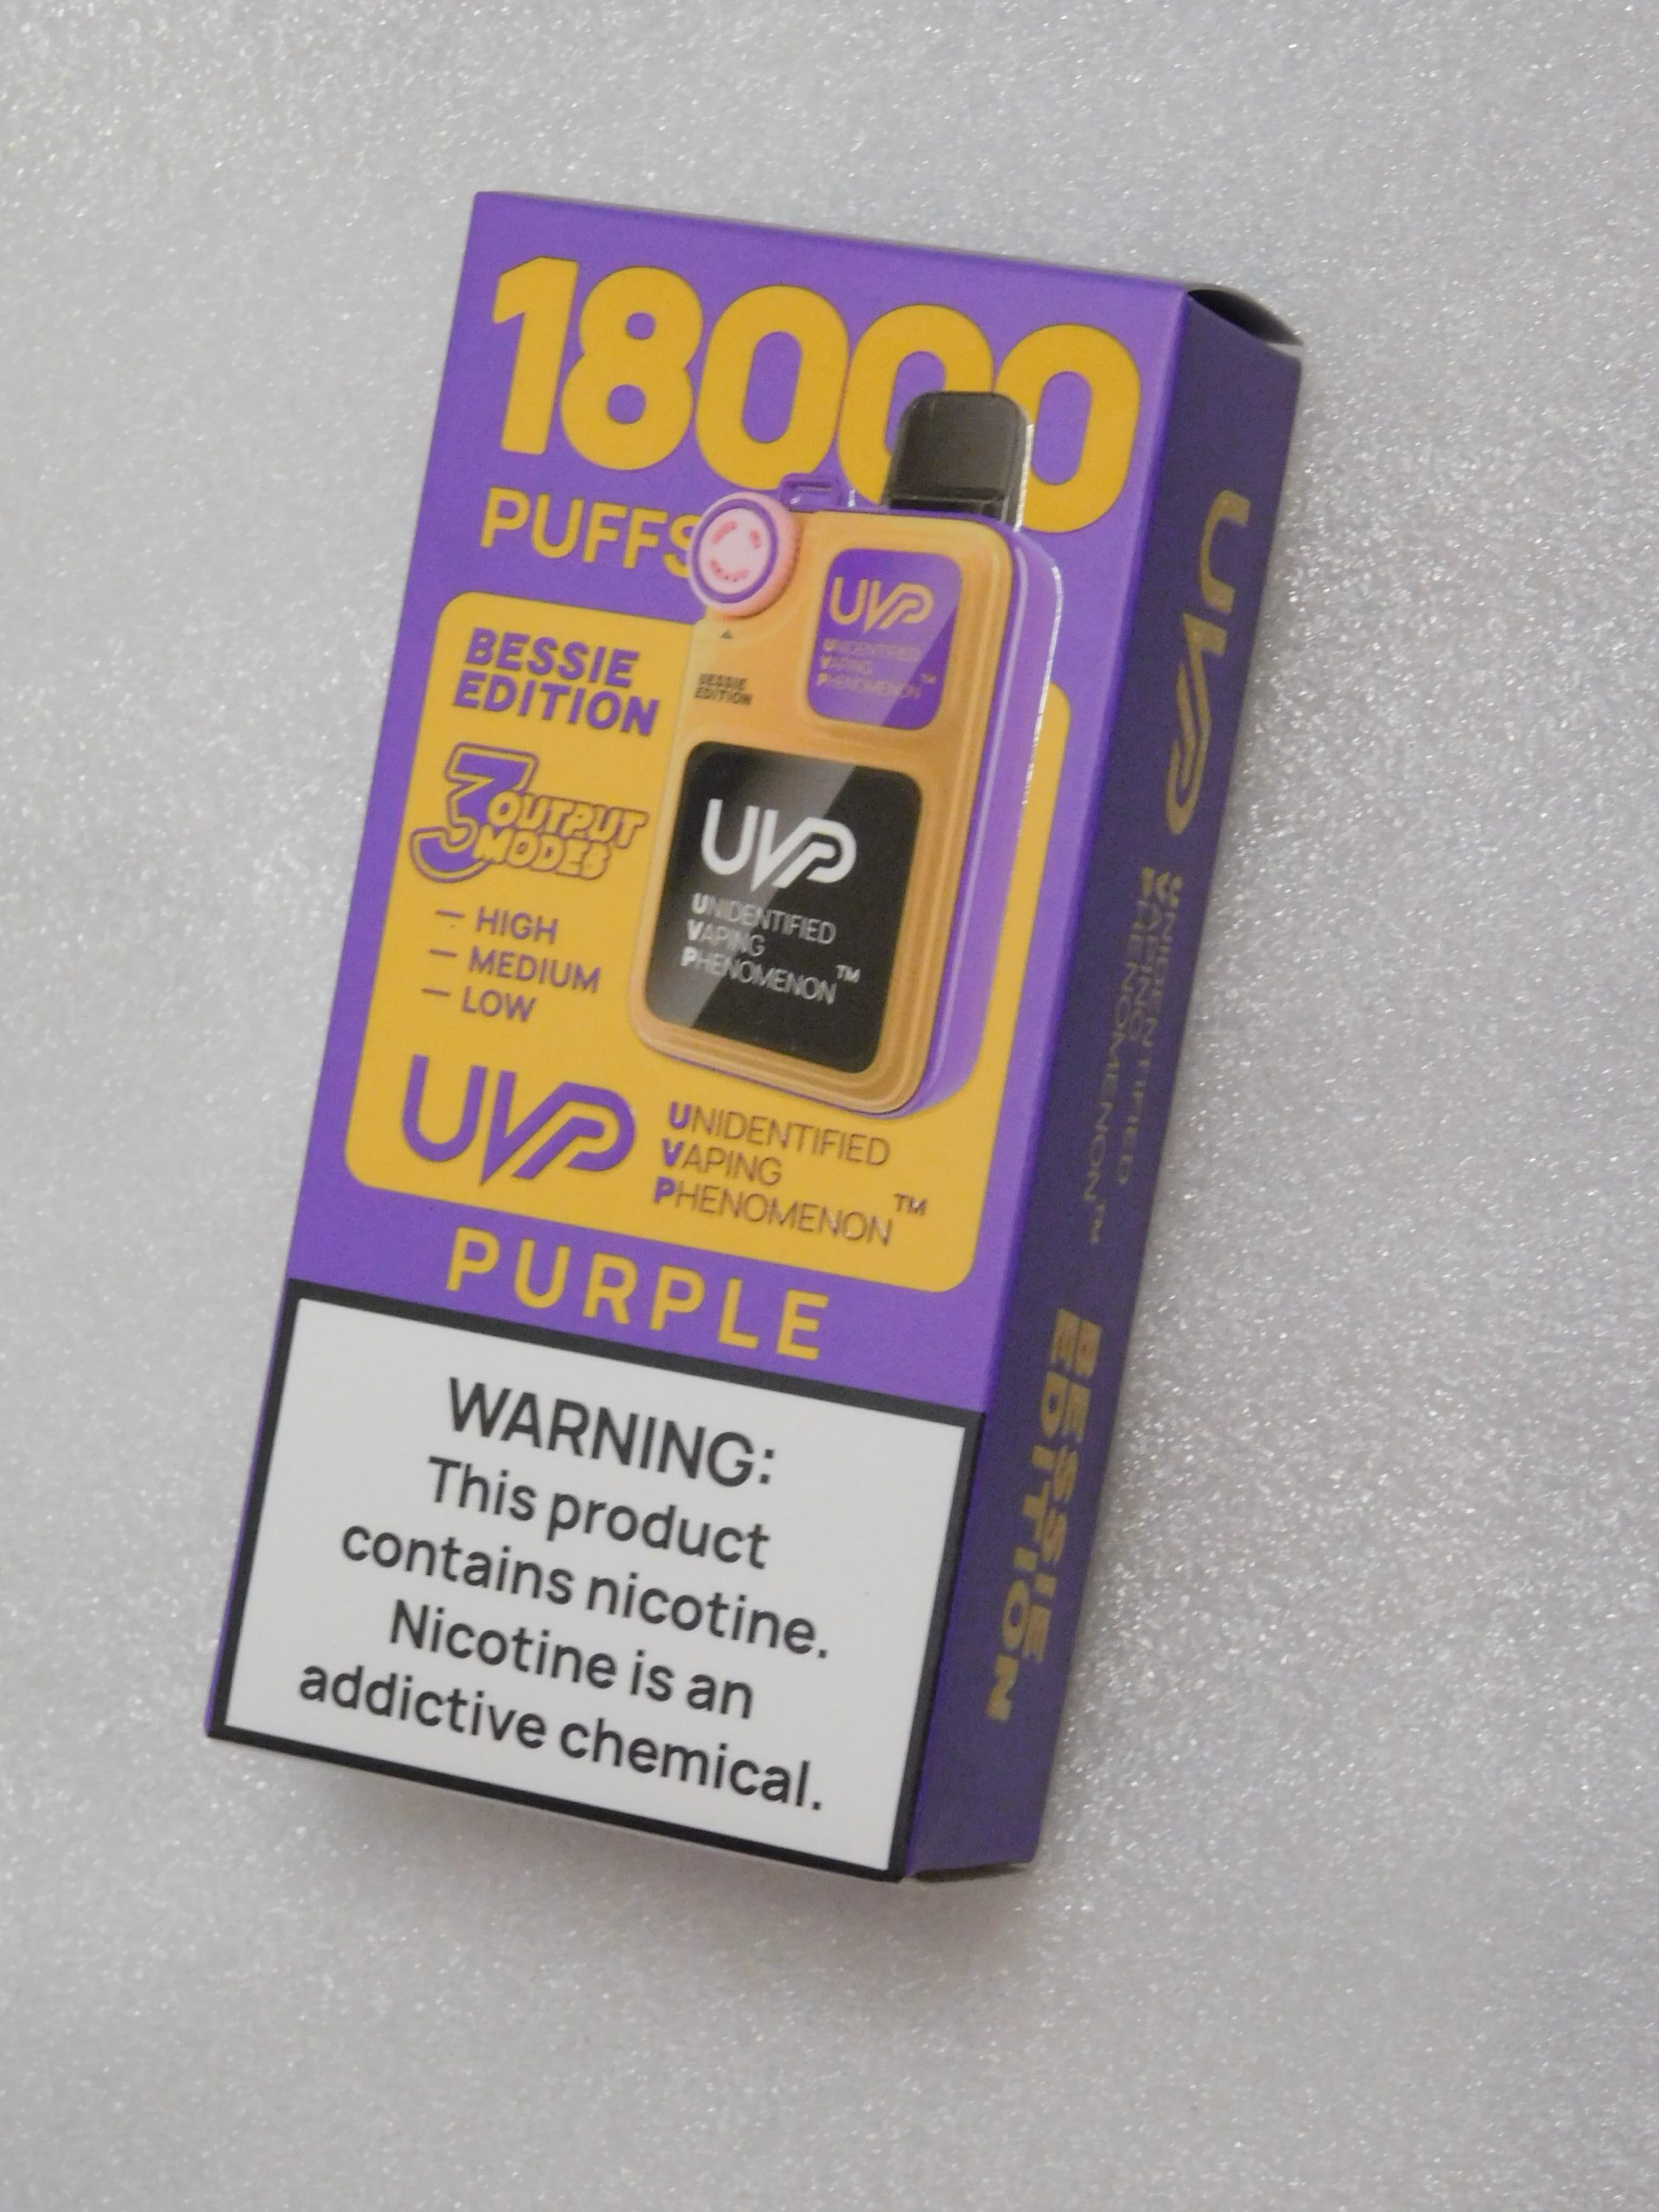 18000
PUFFS
BESSIE
EDITION
3 OUTPUT
MODES
— HIGH
— MEDIUM
— LOW
UVP
UNIDENTIFIED
VAPING
PHENOMENON™
BESSIE
EDITION
UVP
UNIDENTIFIED
VAPING
PHENOMENON™
UVP
UNIDENTIFIED
VAPING
PHENOMENON™
PURPLE
WARNING:
This product
contains nicotine.
Nicotine is an
addictive chemical.
UVP
UNIDENTIFIED
VAPING
PHENOMENON™
BESSIE
EDITION